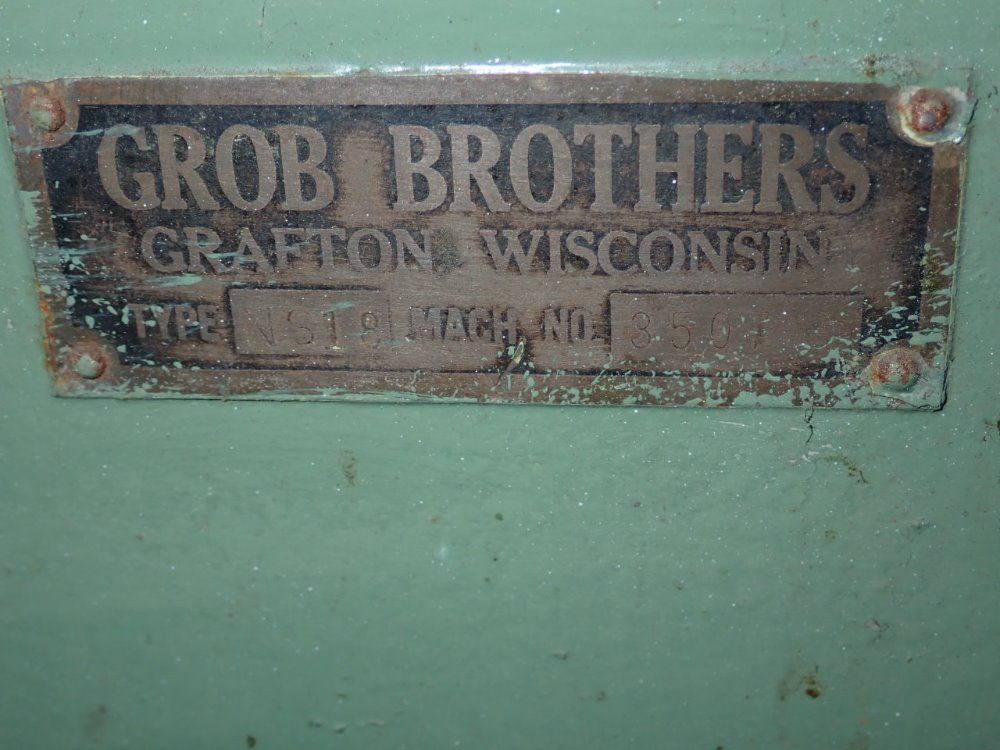 GROB BROTHERS
GRAFTON WISCONSIN
TYPE NS18 MACH. NO.